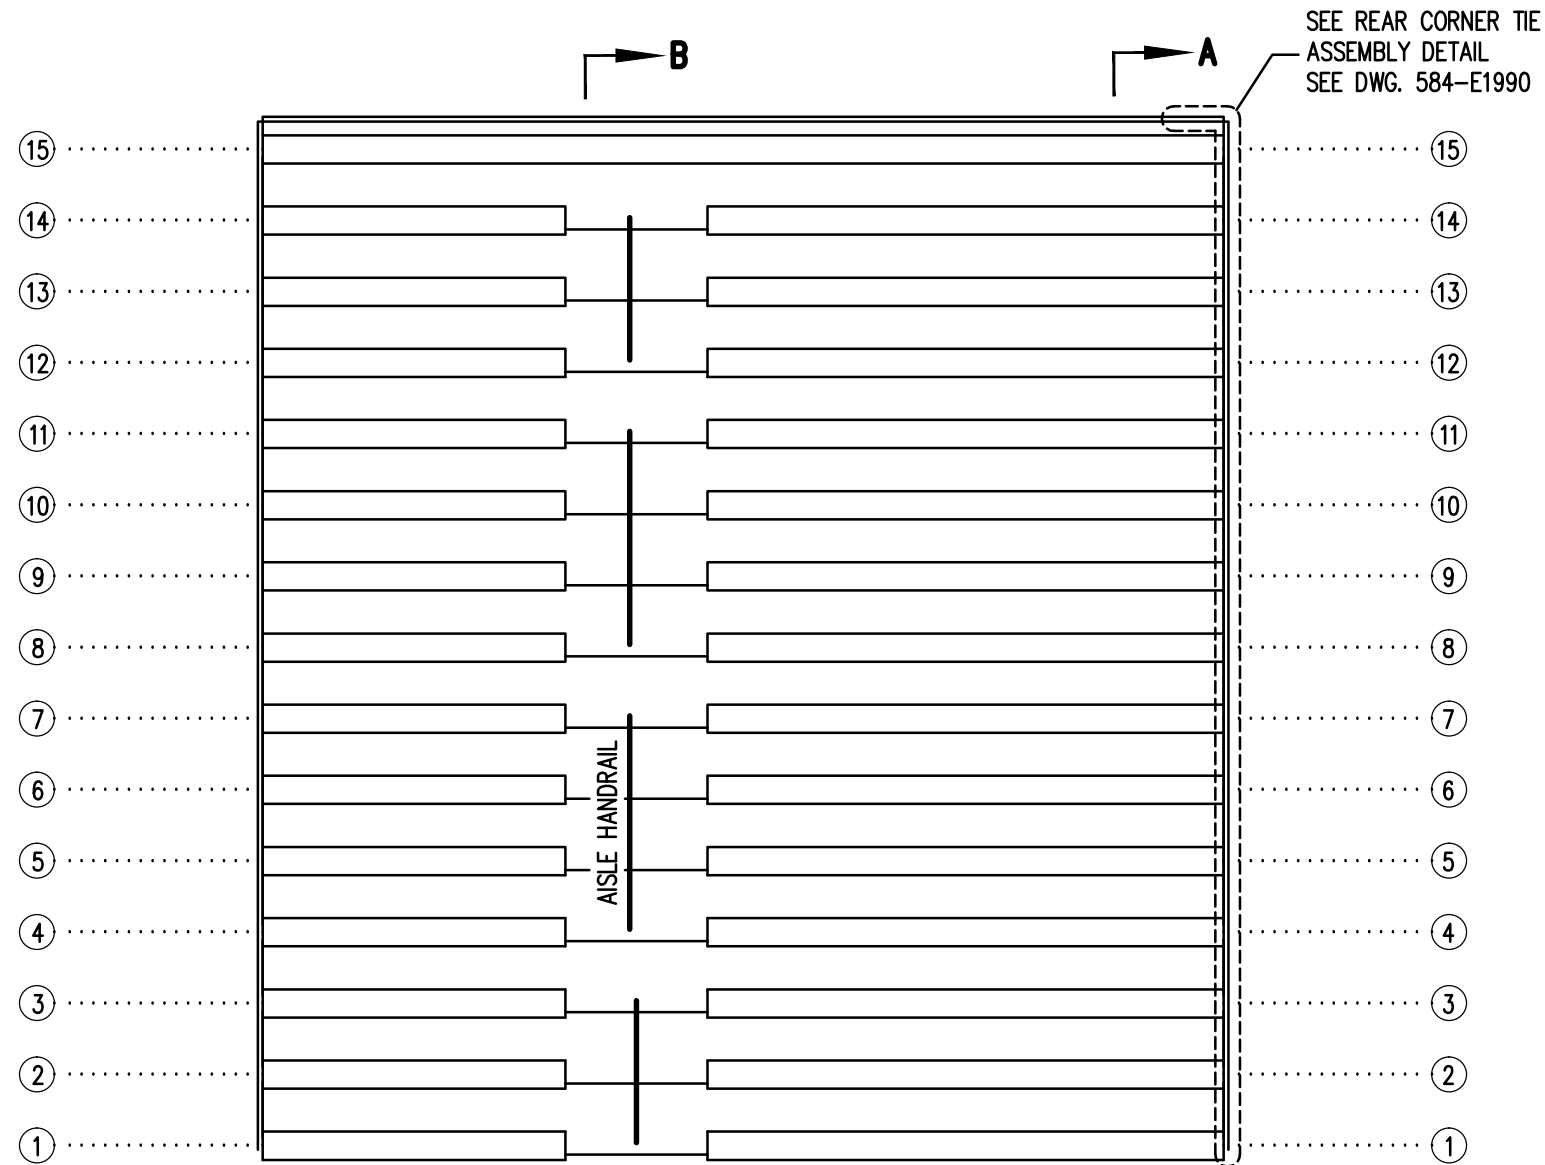 SEE REAR CORNER TIE
ASSEMBLY DETAIL
SEE DWG. 584-E1990
B
A
15 15
14 14
13 13
12 12
11 11
10 10
9 9
8 8
7 7
AISLE HANDRAIL
6 6
5 5
4 4
3 3
2 2
1 1